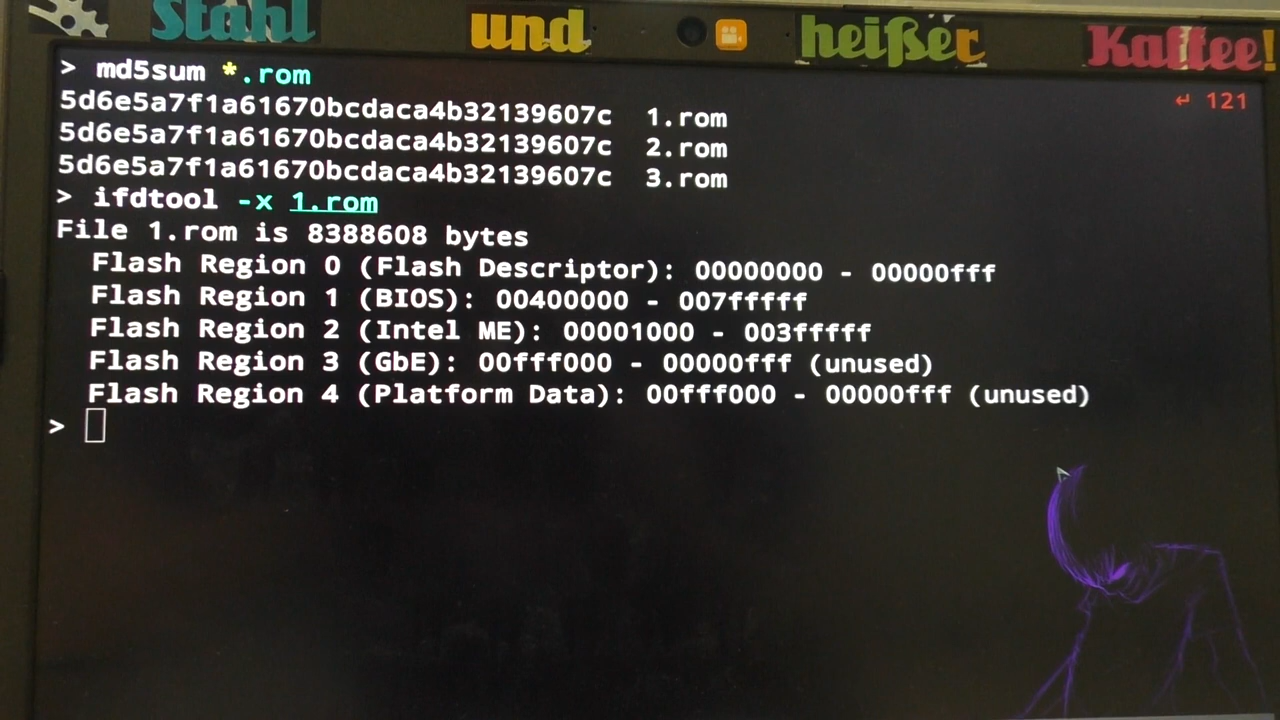 Stahl und heißer Kaffee!
> md5sum *.rom
↵ 121
5d6e5a7f1a61670bcdaca4b32139607c  1.rom
5d6e5a7f1a61670bcdaca4b32139607c  2.rom
5d6e5a7f1a61670bcdaca4b32139607c  3.rom
> ifdtool -x 1.rom
File 1.rom is 8388608 bytes
  Flash Region 0 (Flash Descriptor): 00000000 - 00000fff
  Flash Region 1 (BIOS): 00400000 - 007fffff
  Flash Region 2 (Intel ME): 00001000 - 003fffff
  Flash Region 3 (GbE): 00fff000 - 00000fff (unused)
  Flash Region 4 (Platform Data): 00fff000 - 00000fff (unused)
>